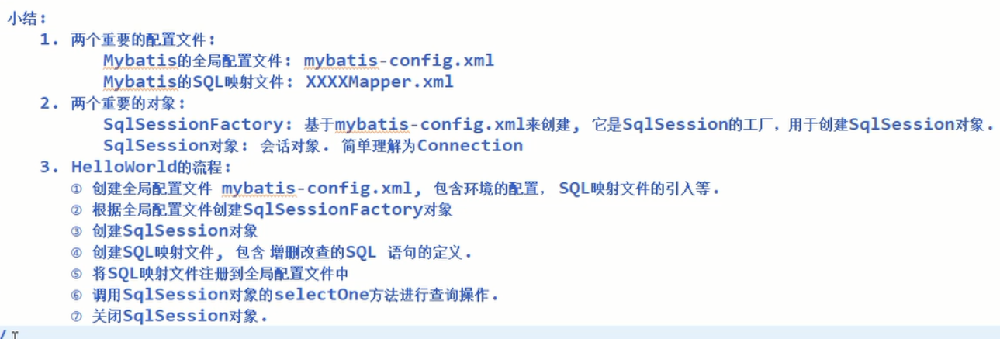 小结:
1. 两个重要的配置文件:
Mybatis的全局配置文件: mybatis-config.xml
Mybatis的SQL映射文件: XXXXMapper.xml
2. 两个重要的对象:
SqlSessionFactory: 基于mybatis-config.xml来创建, 它是SqlSession的工厂，用于创建SqlSession对象.
SqlSession对象: 会话对象. 简单理解为Connection
3. HelloWorld的流程:
① 创建全局配置文件 mybatis-config.xml, 包含环境的配置， SQL映射文件的引入等.
② 根据全局配置文件创建SqlSessionFactory对象
③ 创建SqlSession对象
④ 创建SQL映射文件, 包含 增删改查的SQL 语句的定义.
⑤ 将SQL映射文件注册到全局配置文件中
⑥ 调用SqlSession对象的selectOne方法进行查询操作.
⑦ 关闭SqlSession对象.
/